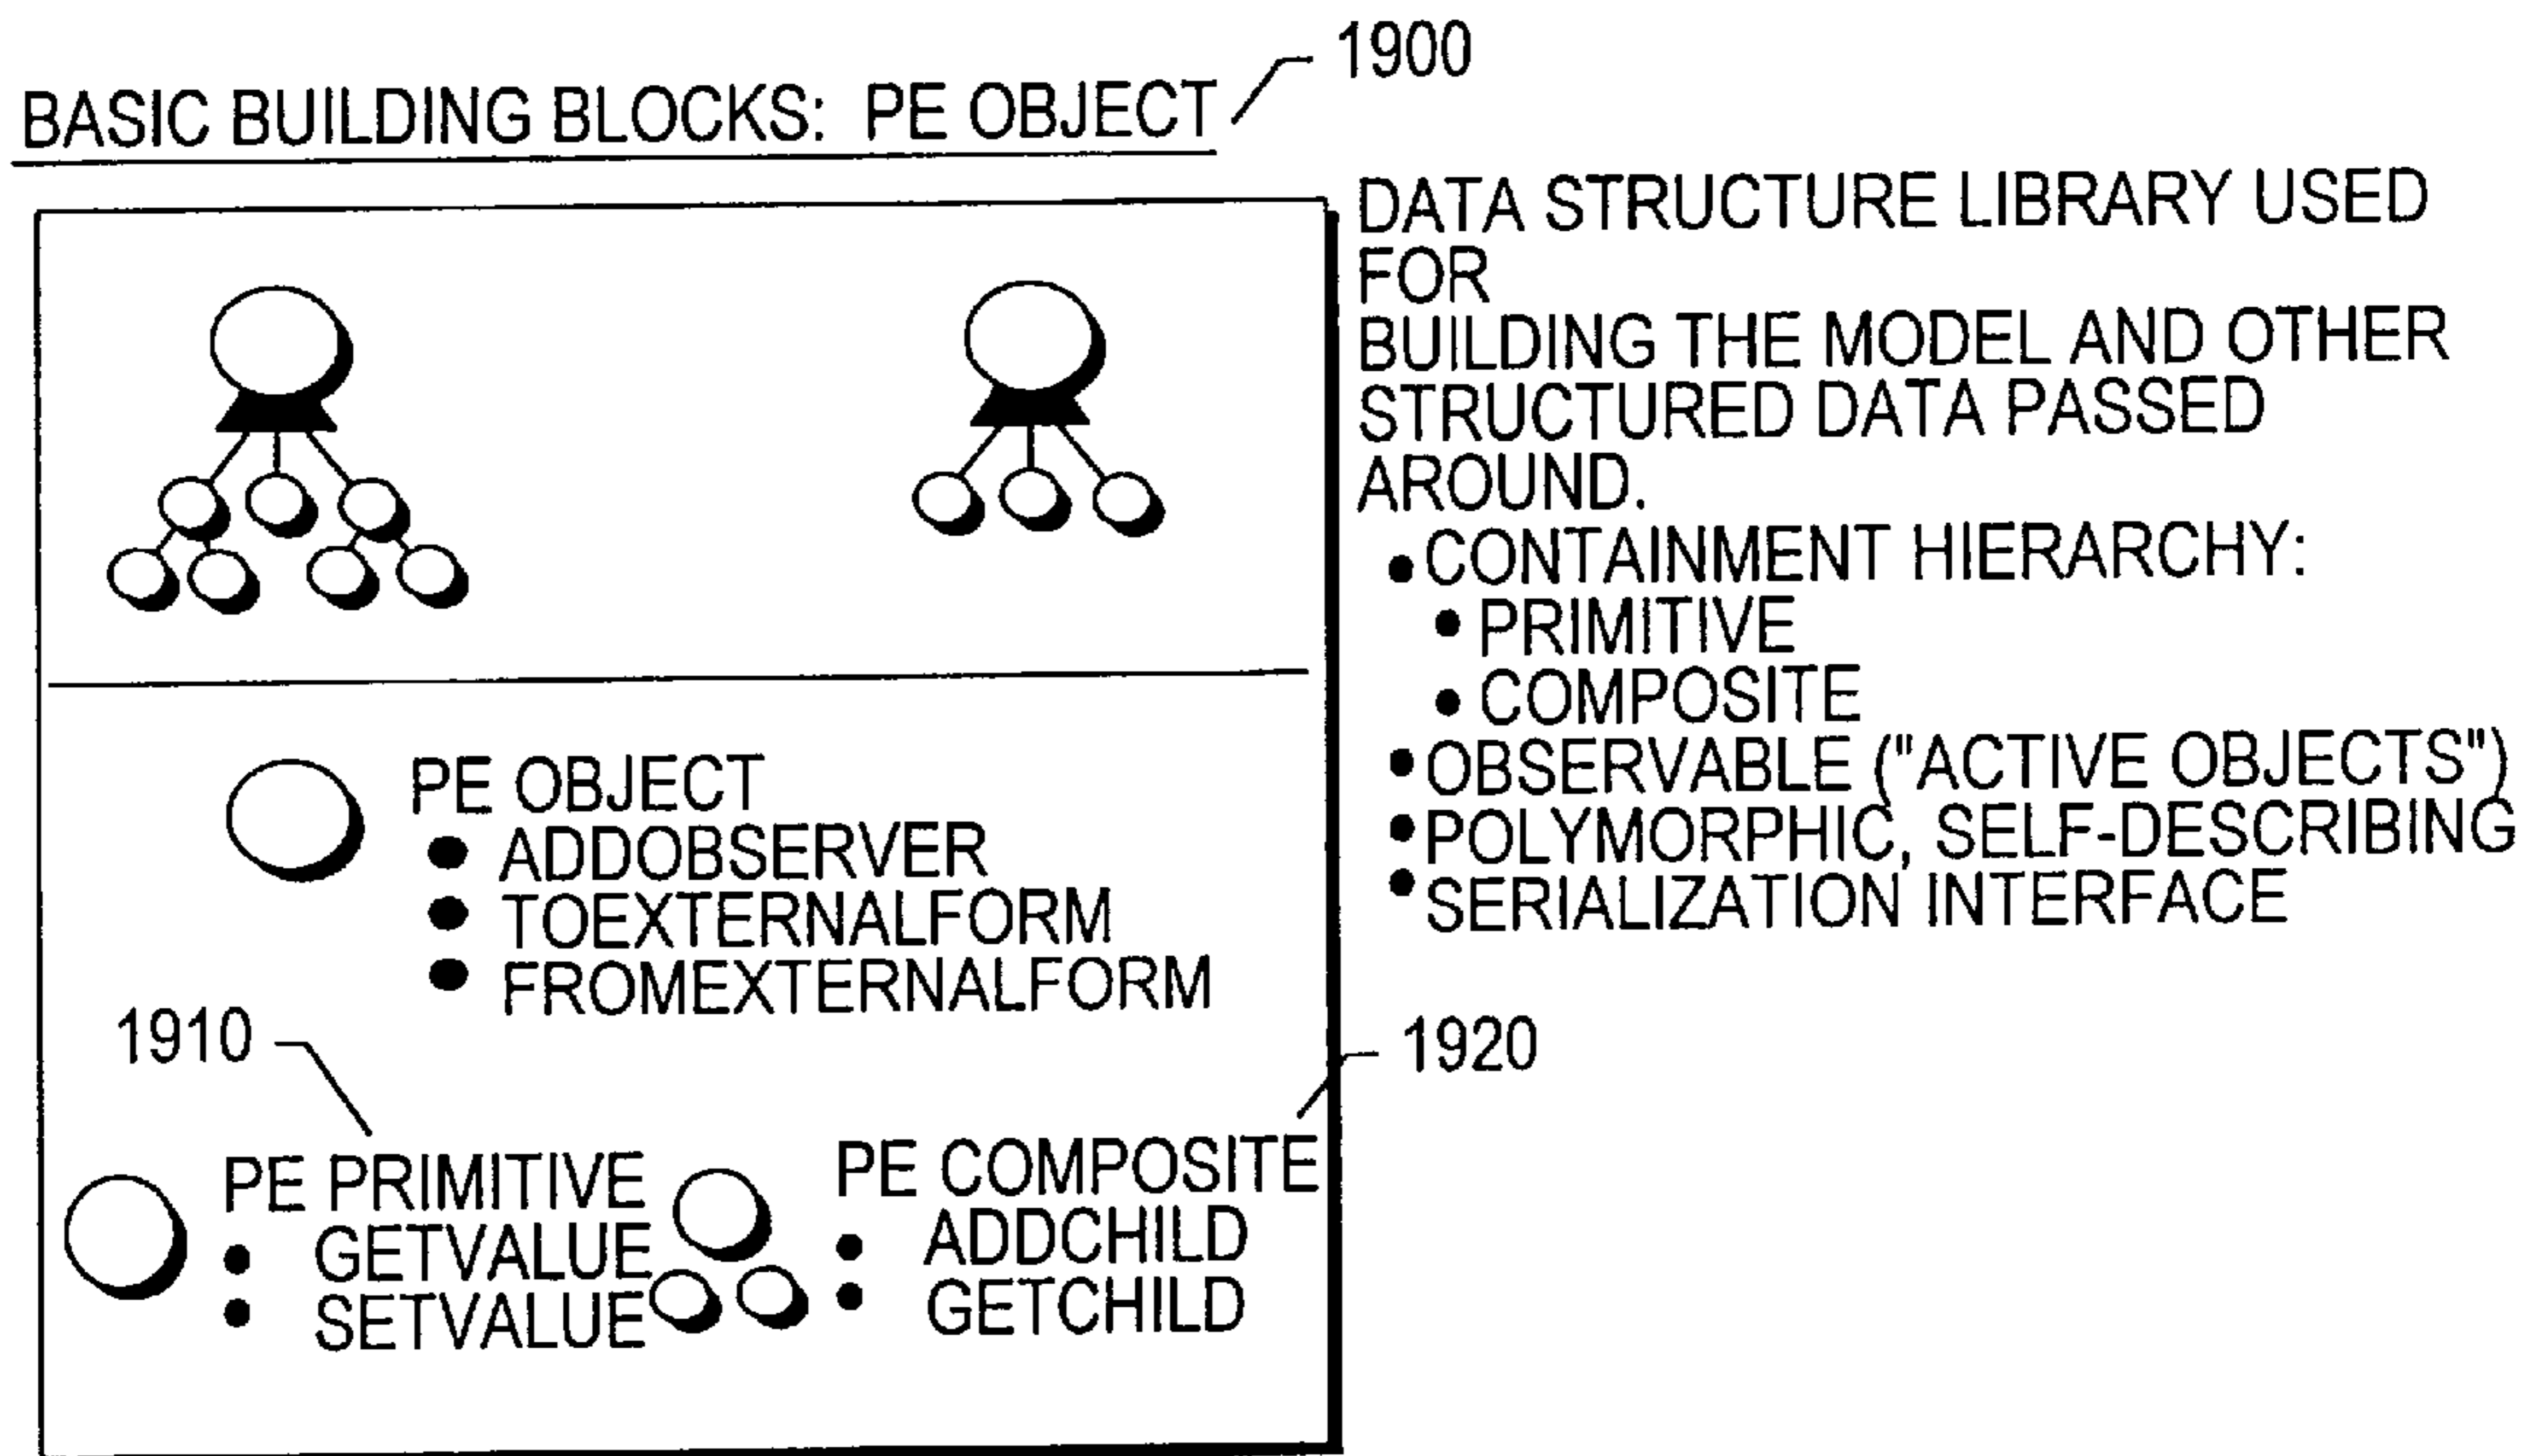 1900
BASIC BUILDING BLOCKS: PE OBJECT
DATA STRUCTURE LIBRARY USED
FOR
BUILDING THE MODEL AND OTHER
STRUCTURED DATA PASSED
AROUND.
• CONTAINMENT HIERARCHY:
• PRIMITIVE
• COMPOSITE
• OBSERVABLE ("ACTIVE OBJECTS")
• POLYMORPHIC, SELF-DESCRIBING
• SERIALIZATION INTERFACE
PE OBJECT
• ADDOBSERVER
• TOEXTERNALFORM
• FROMEXTERNALFORM
1910
1920
PE PRIMITIVE
• GETVALUE
• SETVALUE
PE COMPOSITE
• ADDCHILD
• GETCHILD